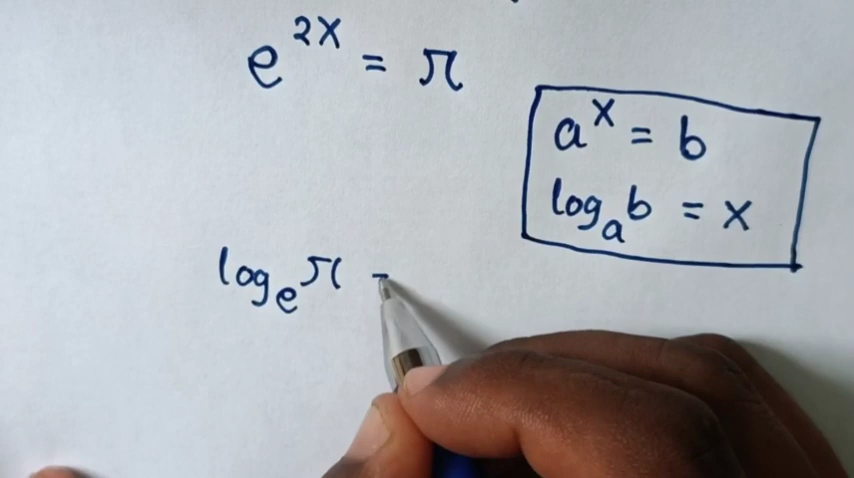 e^{2x} = π
a^x = b
log_a b = x
log_e π =